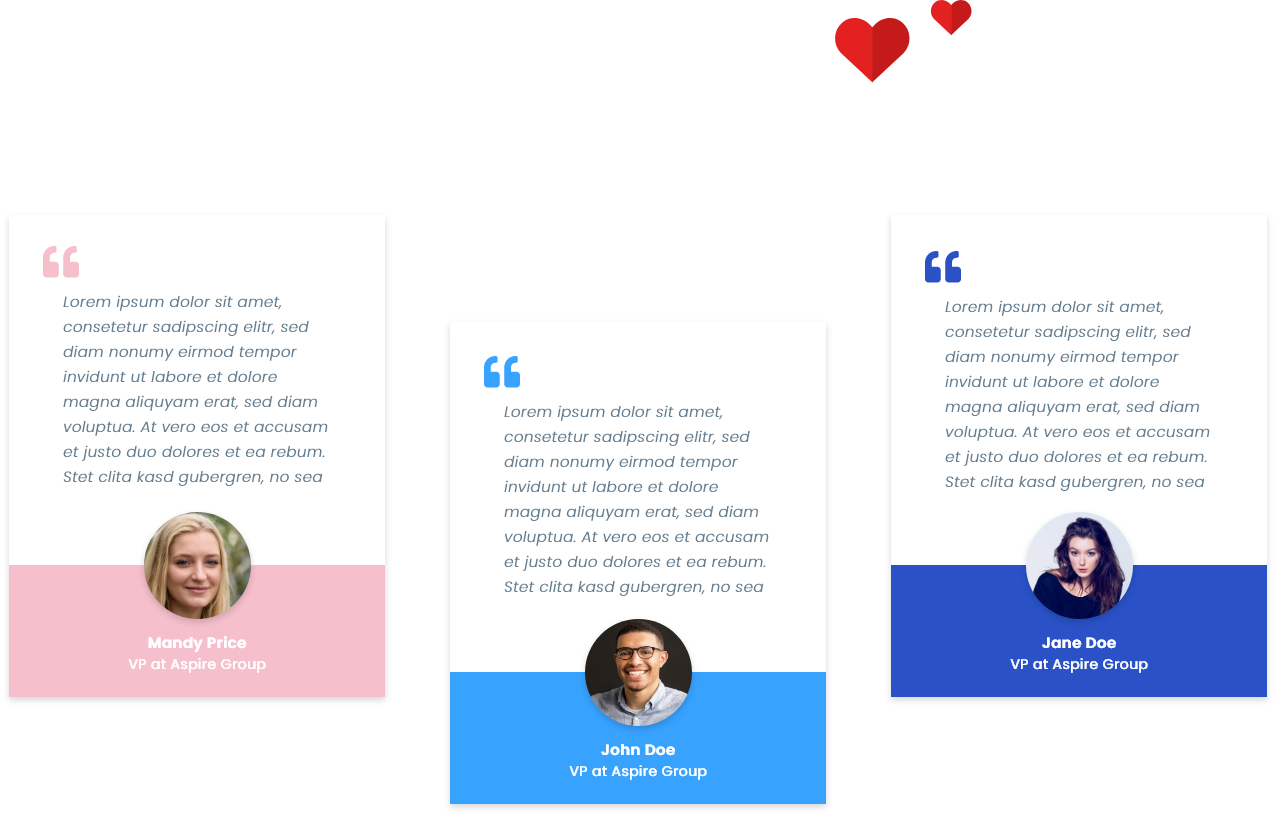 Lorem ipsum dolor sit amet,
consetetur sadipscing elitr, sed
diam nonumy eirmod tempor
invidunt ut labore et dolore
magna aliquyam erat, sed diam
voluptua. At vero eos et accusam
et justo duo dolores et ea rebum.
Stet clita kasd gubergren, no sea
Mandy Price
VP at Aspire Group
Lorem ipsum dolor sit amet,
consetetur sadipscing elitr, sed
diam nonumy eirmod tempor
invidunt ut labore et dolore
magna aliquyam erat, sed diam
voluptua. At vero eos et accusam
et justo duo dolores et ea rebum.
Stet clita kasd gubergren, no sea
John Doe
VP at Aspire Group
Lorem ipsum dolor sit amet,
consetetur sadipscing elitr, sed
diam nonumy eirmod tempor
invidunt ut labore et dolore
magna aliquyam erat, sed diam
voluptua. At vero eos et accusam
et justo duo dolores et ea rebum.
Stet clita kasd gubergren, no sea
Jane Doe
VP at Aspire Group